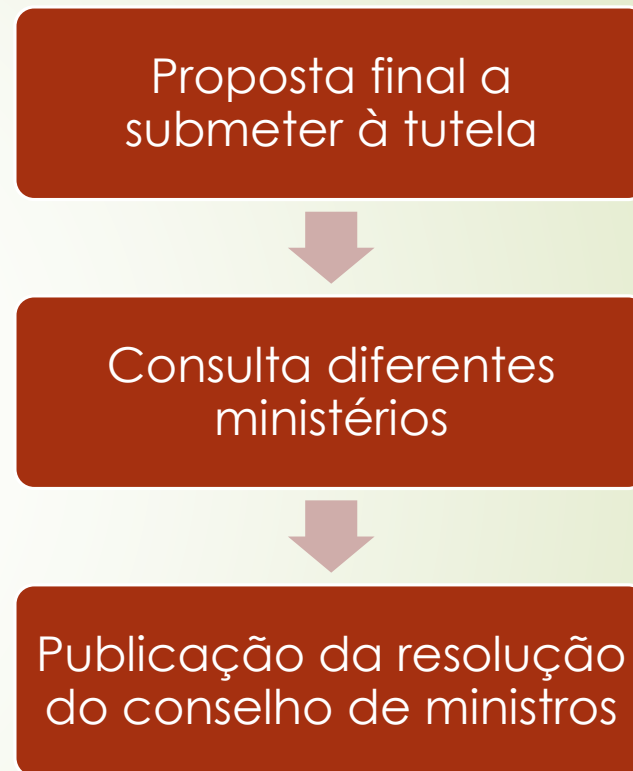 Proposta final a
submeter à tutela
Consulta diferentes
ministérios
Publicação da resolução
do conselho de ministros